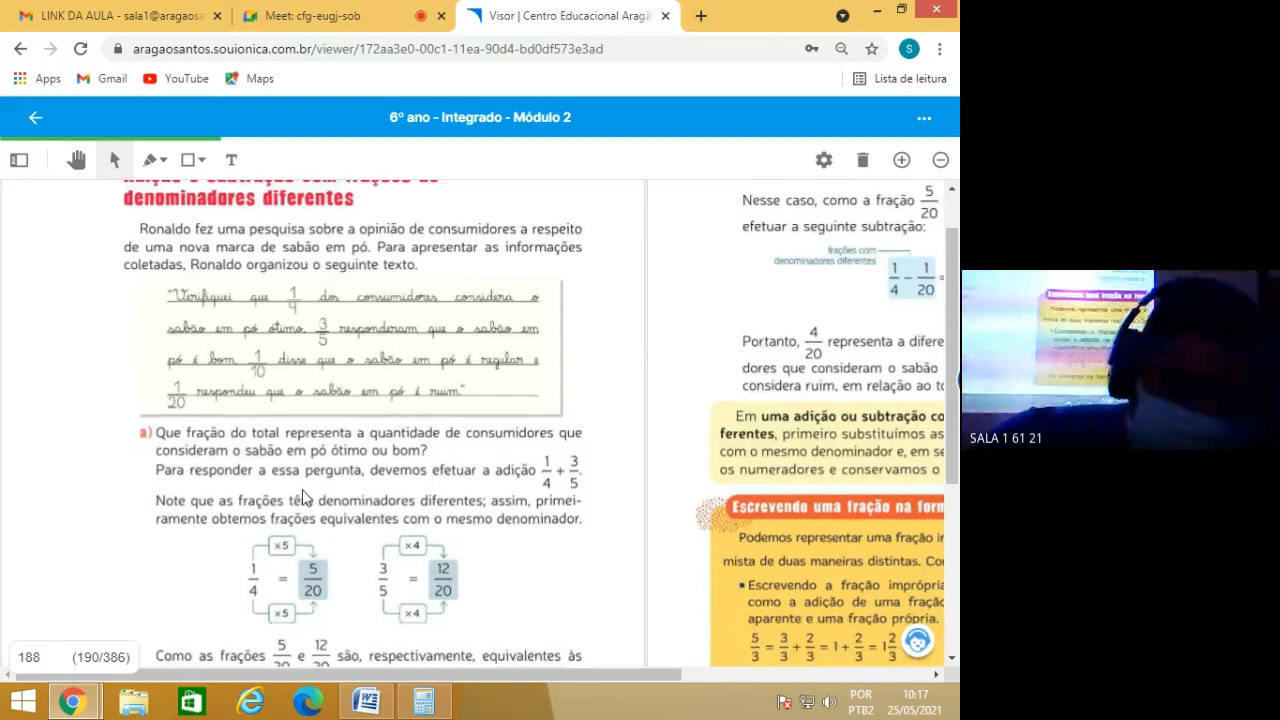 LINK DA AULA - sala1@aragaosa
Meet: cfg-eugj-sob
Visor | Centro Educacional Aragã
aragaosantos.souionica.com.br/viewer/172aa3e0-00c1-11ea-90d4-bd0df573e3ad
S
Apps
Gmail
YouTube
Maps
Lista de leitura
6º ano - Integrado - Módulo 2
T
denominadores diferentes
Ronaldo fez uma pesquisa sobre a opinião de consumidores a respeito
de uma nova marca de sabão em pó. Para apresentar as informações
coletadas, Ronaldo organizou o seguinte texto.
"Verifiquei que 1/4 dos consumidores considera o
sabão em pó ótimo, 3/5 responderam que o sabão em
pó é bom, 1/10 disse que o sabão em pó é regular e
1/20 respondeu que o sabão em pó é ruim"
a) Que fração do total representa a quantidade de consumidores que
consideram o sabão em pó ótimo ou bom?
Para responder a essa pergunta, devemos efetuar a adição 1/4 + 3/5.
Note que as frações tê denominadores diferentes; assim, primei-
ramente obtemos frações equivalentes com o mesmo denominador.
×5 ×4
1/4 = 5/20 3/5 = 12/20
×5 ×4
Como as frações 5/20 e 12/20 são, respectivamente, equivalentes às
188 (190/386)
Nesse caso, como a fração 5/20
efetuar a seguinte subtração:
frações com
denominadores diferentes
1/4 - 1/20 =
Portanto, 4/20 representa a difere
dores que consideram o sabão
considera ruim, em relação ao to
Em uma adição ou subtração co
ferentes, primeiro substituímos as
com o mesmo denominador e, em se
os numeradores e conservamos o
Escrevendo uma fração na form
Podemos representar uma fração im
mista de duas maneiras distintas. Co
Escrevendo a fração imprópria
como a adição de uma fração
aparente e uma fração própria.
5/3 = 3/3 + 2/3 = 1 + 2/3 = 1 2/3
SALA 1 61 21
POR
PTB2
10:17
25/05/2021